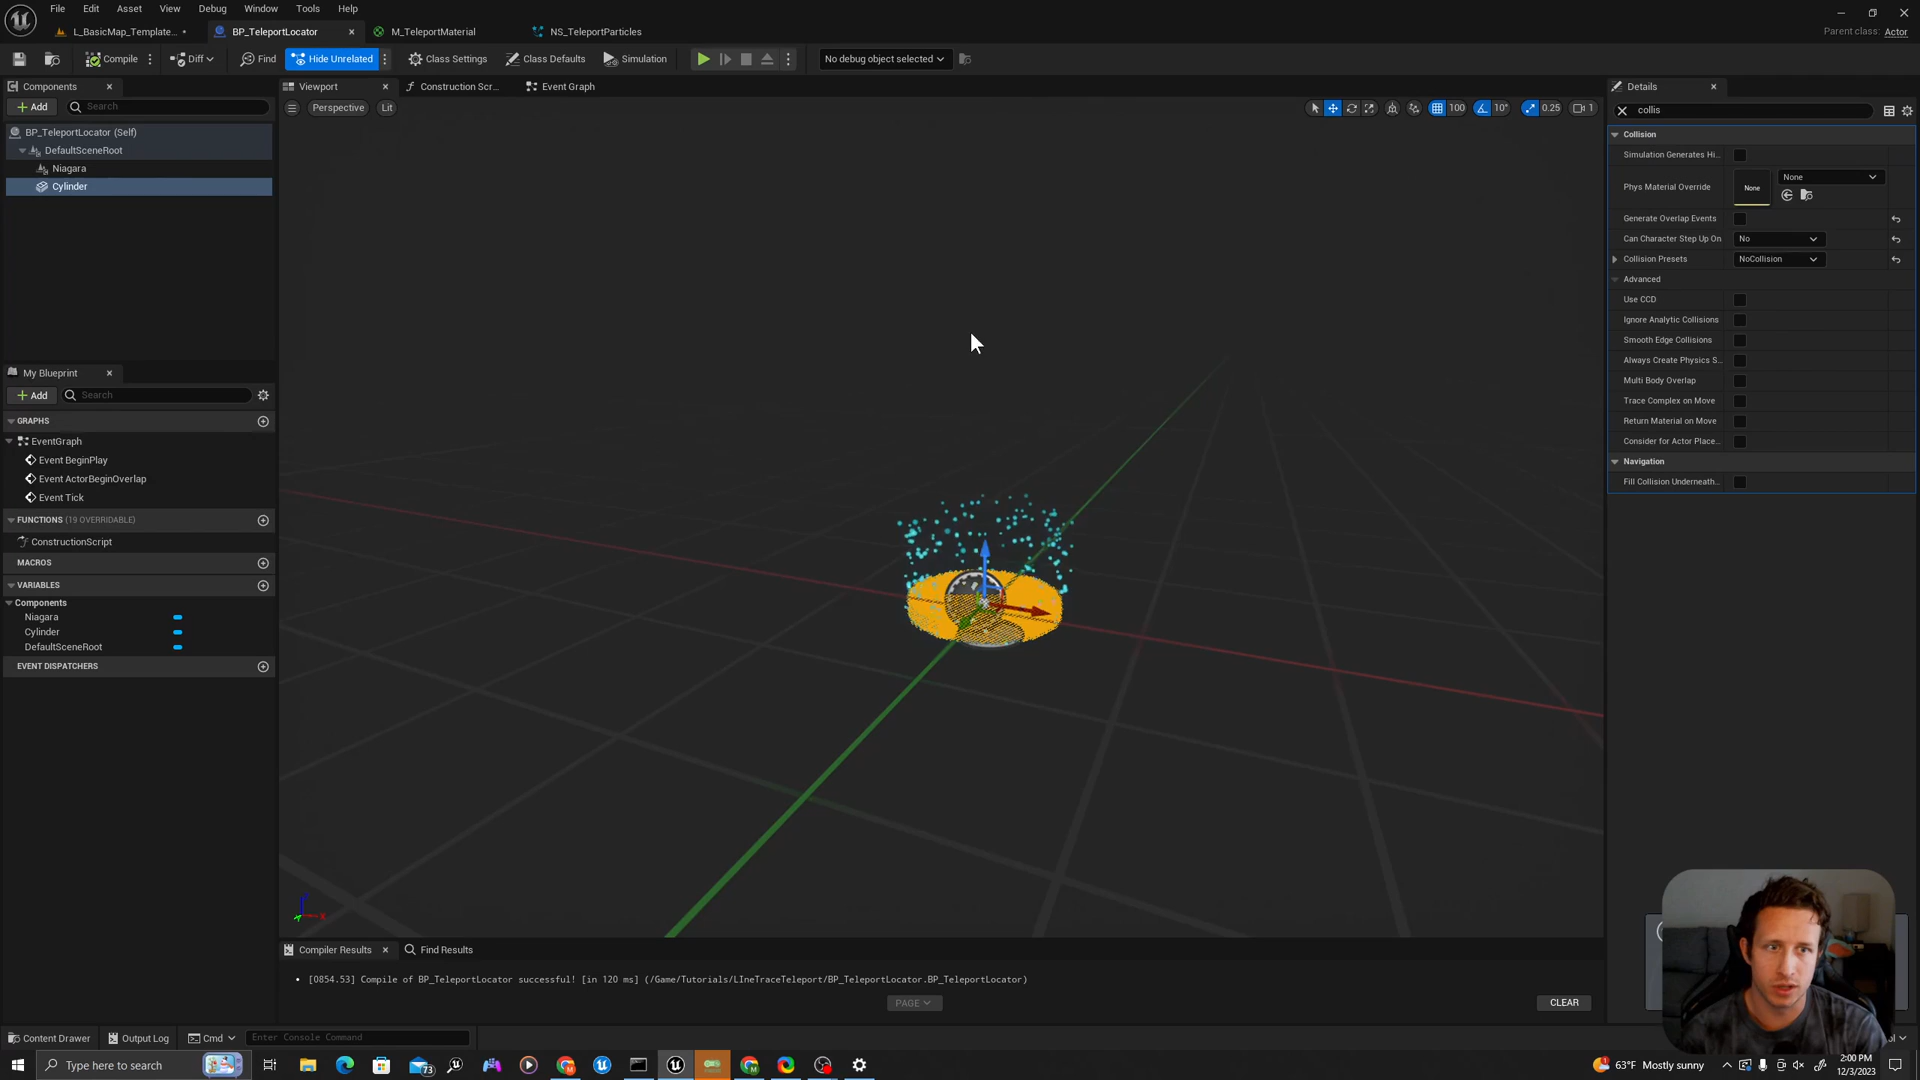 File Edit Asset View Debug Window Tools Help
L_BasicMap_Template... • BP_TeleportLocator M_TeleportMaterial NS_TeleportParticles
Parent class: Actor
Compile Diff Find Hide Unrelated Class Settings Class Defaults Simulation No debug object selected
Components
Add Search
BP_TeleportLocator (Self)
DefaultSceneRoot
Niagara
Cylinder
My Blueprint
Add Search
GRAPHS
EventGraph
Event BeginPlay
Event ActorBeginOverlap
Event Tick
FUNCTIONS (19 OVERRIDABLE)
ConstructionScript
MACROS
VARIABLES
Components
Niagara
Cylinder
DefaultSceneRoot
EVENT DISPATCHERS
Viewport Construction Scr... Event Graph
Perspective Lit
100 10° 0.25 1
X
Compiler Results Find Results
• [0854.53] Compile of BP_TeleportLocator successful! [in 120 ms] (/Game/Tutorials/LIneTraceTeleport/BP_TeleportLocator.BP_TeleportLocator)
PAGE
CLEAR
Details
collis
Collision
Simulation Generates Hi...
Phys Material Override None None
Generate Overlap Events
Can Character Step Up On No
Collision Presets NoCollision
Advanced
Use CCD
Ignore Analytic Collisions
Smooth Edge Collisions
Always Create Physics S...
Multi Body Overlap
Trace Complex on Move
Return Material on Move
Consider for Actor Place...
Navigation
Fill Collision Underneath...
Content Drawer Output Log Cmd Enter Console Command
Type here to search 73 63°F Mostly sunny
2:00 PM
12/3/2023